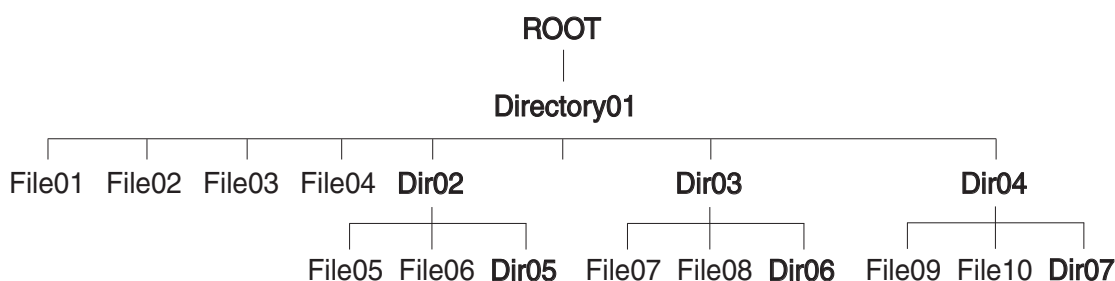 ROOT
Directory01
File01 File02 File03 File04 Dir02 Dir03 Dir04
File05 File06 Dir05 File07 File08 Dir06 File09 File10 Dir07